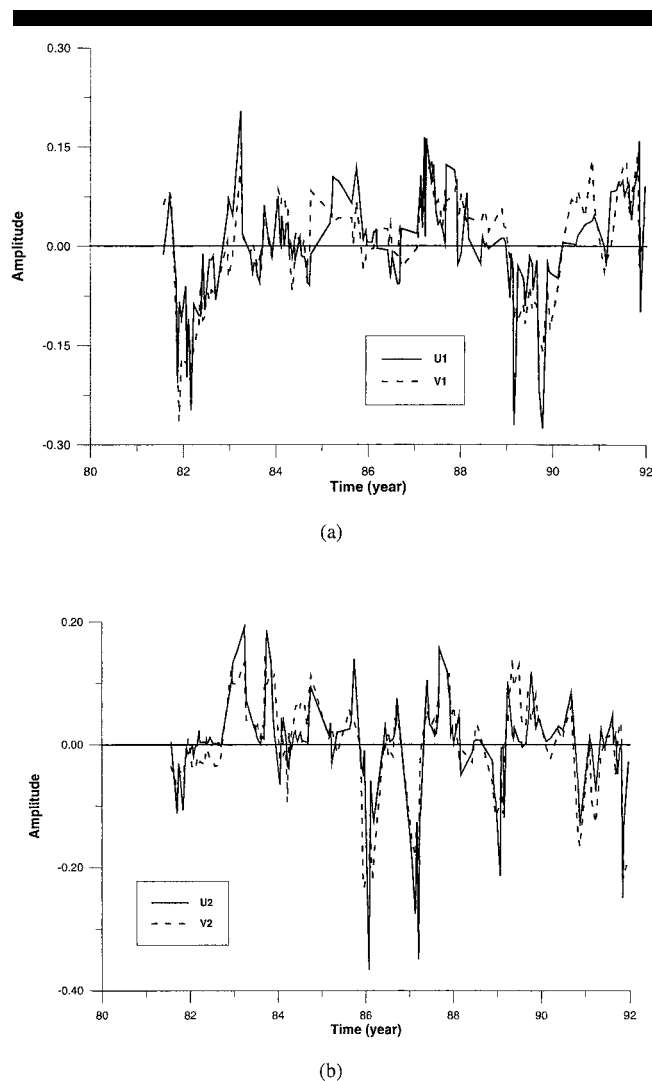 0.30
0.15
0.00
-0.15
-0.30
Amplitude
U1
V1
80 82 84 86 88 90 92
Time (year)
(a)
0.20
0.00
-0.20
-0.40
Amplitude
U2
V2
80 82 84 86 88 90 92
Time (year)
(b)